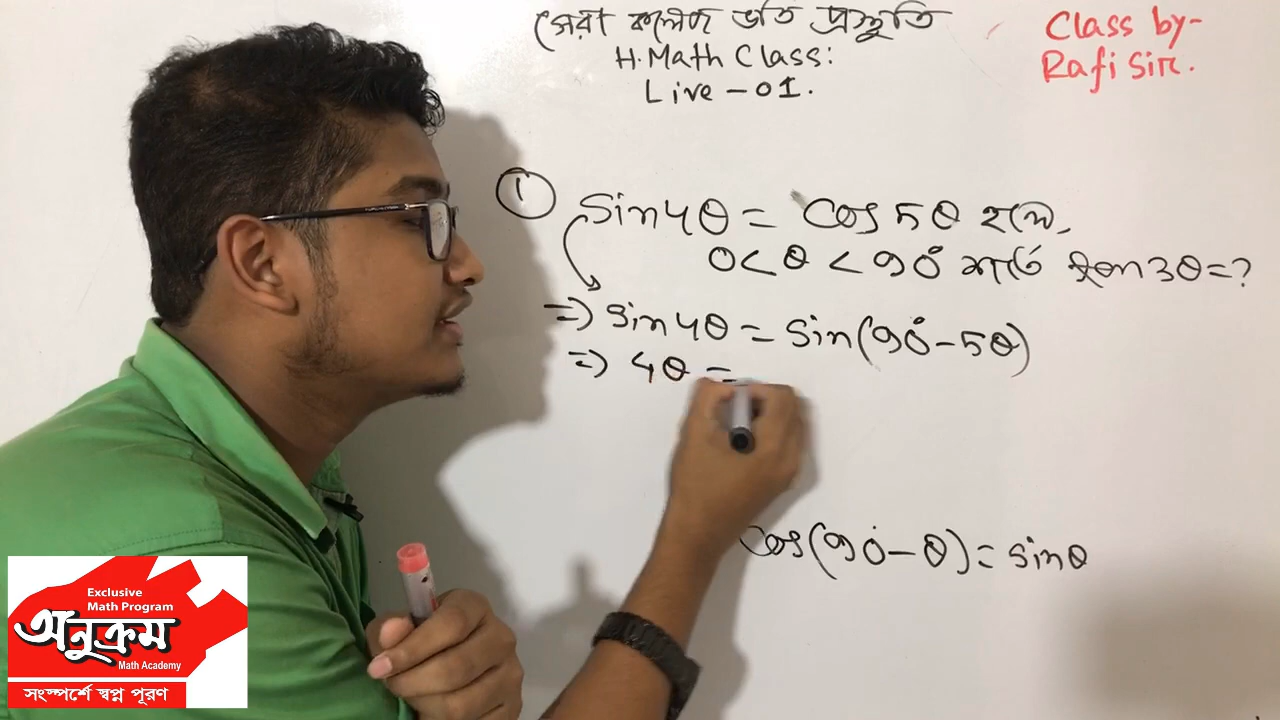 সেরা কলেজ ভর্তি প্রস্তুতি
H.Math Class:
Live-01.
Class by-
Rafi Sir.
①
Sin4θ = Cos5θ হলে,
0<θ<90° শর্তে tan3θ=?
=> Sin4θ = Sin(90°-5θ)
=> 4θ =
Cos(90°-θ)=Sinθ
Exclusive
Math Program
অনুক্রম
Math Academy
সংস্পর্শে স্বপ্ন পূরণ